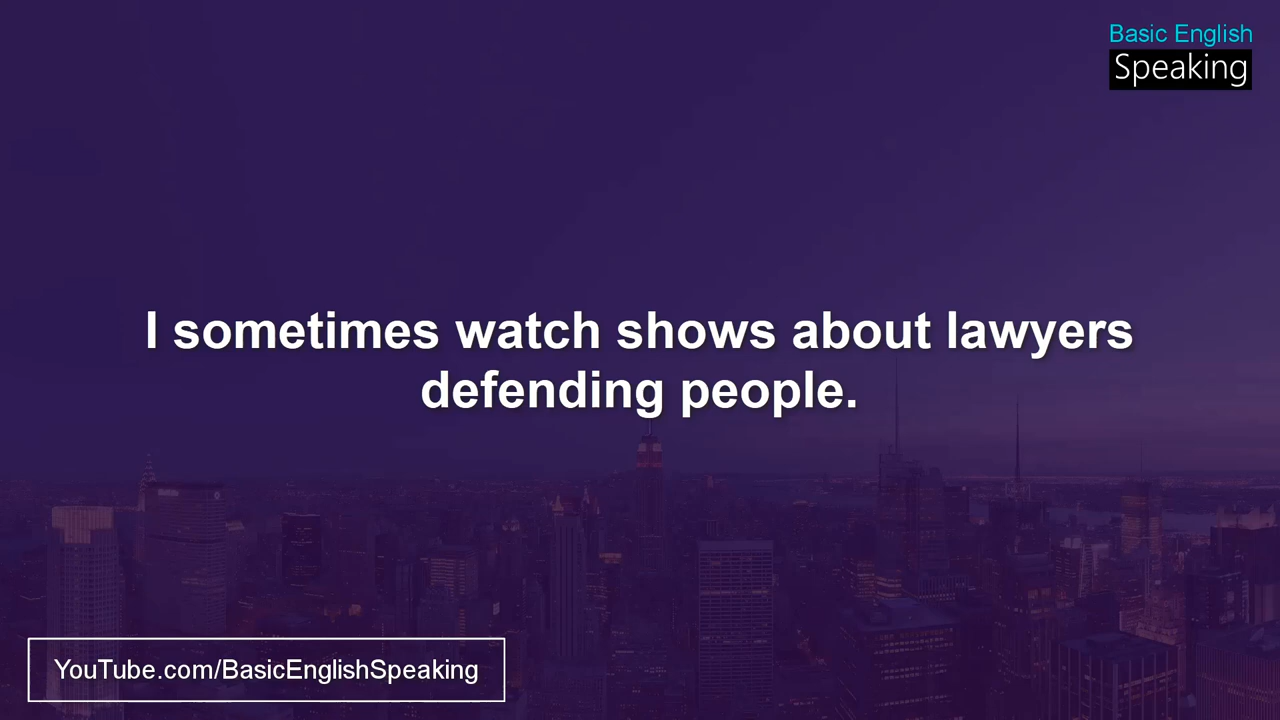 Basic English
Speaking
I sometimes watch shows about lawyers
defending people.
YouTube.com/BasicEnglishSpeaking